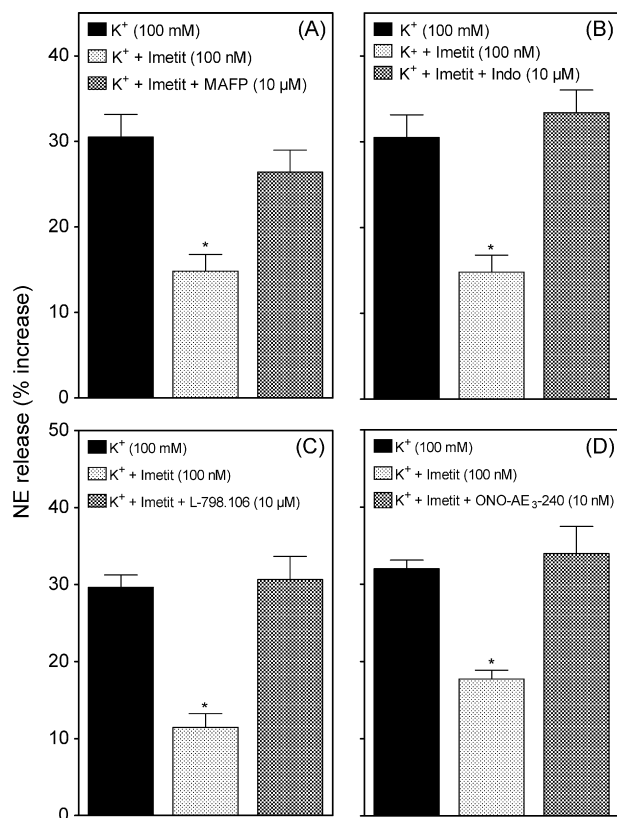 NE release (% increase)
(A)
K⁺ (100 mM)
K⁺ + Imetit (100 nM)
K⁺ + Imetit + MAFP (10 µM)
40
30
20
10
0
*
(B)
K⁺ (100 mM)
K+ + Imetit (100 nM)
K⁺ + Imetit + Indo (10 µM)
*
(C)
K⁺ (100 mM)
K⁺ + Imetit (100 nM)
K⁺ + Imetit + L-798.106 (10 µM)
50
40
30
20
10
0
*
(D)
K⁺ (100 mM)
K⁺ + Imetit (100 nM)
K⁺ + Imetit + ONO-AE₃-240 (10 nM)
*